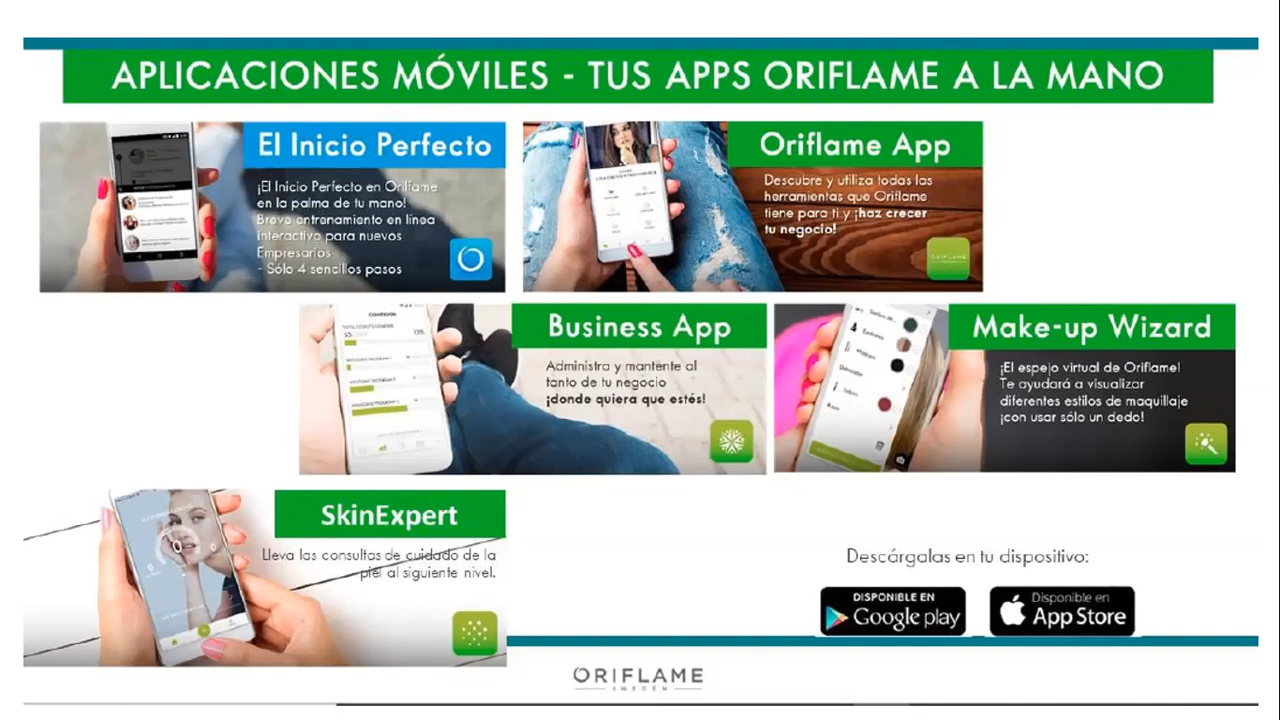 APLICACIONES MÓVILES - TUS APPS ORIFLAME A LA MANO
El Inicio Perfecto
¡El Inicio Perfecto en Oriflame
en la palma de tu mano!
Breve entrenamiento en línea
interactivo para nuevos
Empresarios
- Sólo 4 sencillos pasos
Oriflame App
Descubre y utiliza todas las
herramientas que Oriflame
tiene para ti y ¡haz crecer
tu negocio!
ORIFLAME
Business App
Administra y mantente al
tanto de tu negocio
¡donde quiera que estés!
Make-up Wizard
¡El espejo virtual de Oriflame!
Te ayudará a visualizar
diferentes estilos de maquillaje
¡con usar sólo un dedo!
SkinExpert
Lleva las consultas de cuidado de la
piel al siguiente nivel.
Descárgalas en tu dispositivo:
DISPONIBLE EN
Google play
Disponible en
App Store
ORIFLAME
SWEDEN